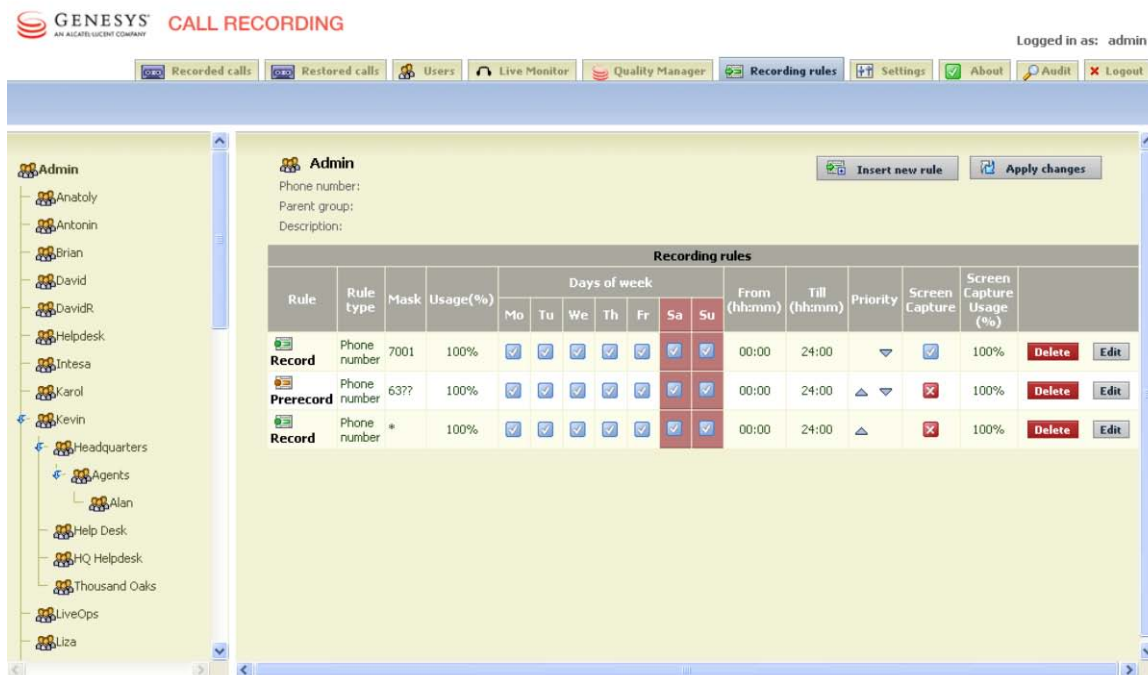 GENESYS
AN ALCATEL-LUCENT COMPANY
CALL RECORDING
Logged in as: admin
Recorded calls Restored calls Users Live Monitor Quality Manager Recording rules Settings About Audit Logout
Admin
Anatoly
Antonin
Brian
David
DavidR
Helpdesk
Intesa
Karol
Kevin
Headquarters
Agents
Alan
Help Desk
HQ Helpdesk
Thousand Oaks
LiveOps
Liza
Admin
Insert new rule Apply changes
Phone number:
Parent group:
Description:
Recording rules
Rule Rule type Mask Usage(%) Days of week From (hh:mm) Till (hh:mm) Priority Screen Capture Screen Capture Usage (%)
Mo Tu We Th Fr Sa Su
Record Phone number 7001 100% 00:00 24:00 100% Delete Edit
Prerecord Phone number 63?? 100% 00:00 24:00 100% Delete Edit
Record Phone number * 100% 00:00 24:00 100% Delete Edit